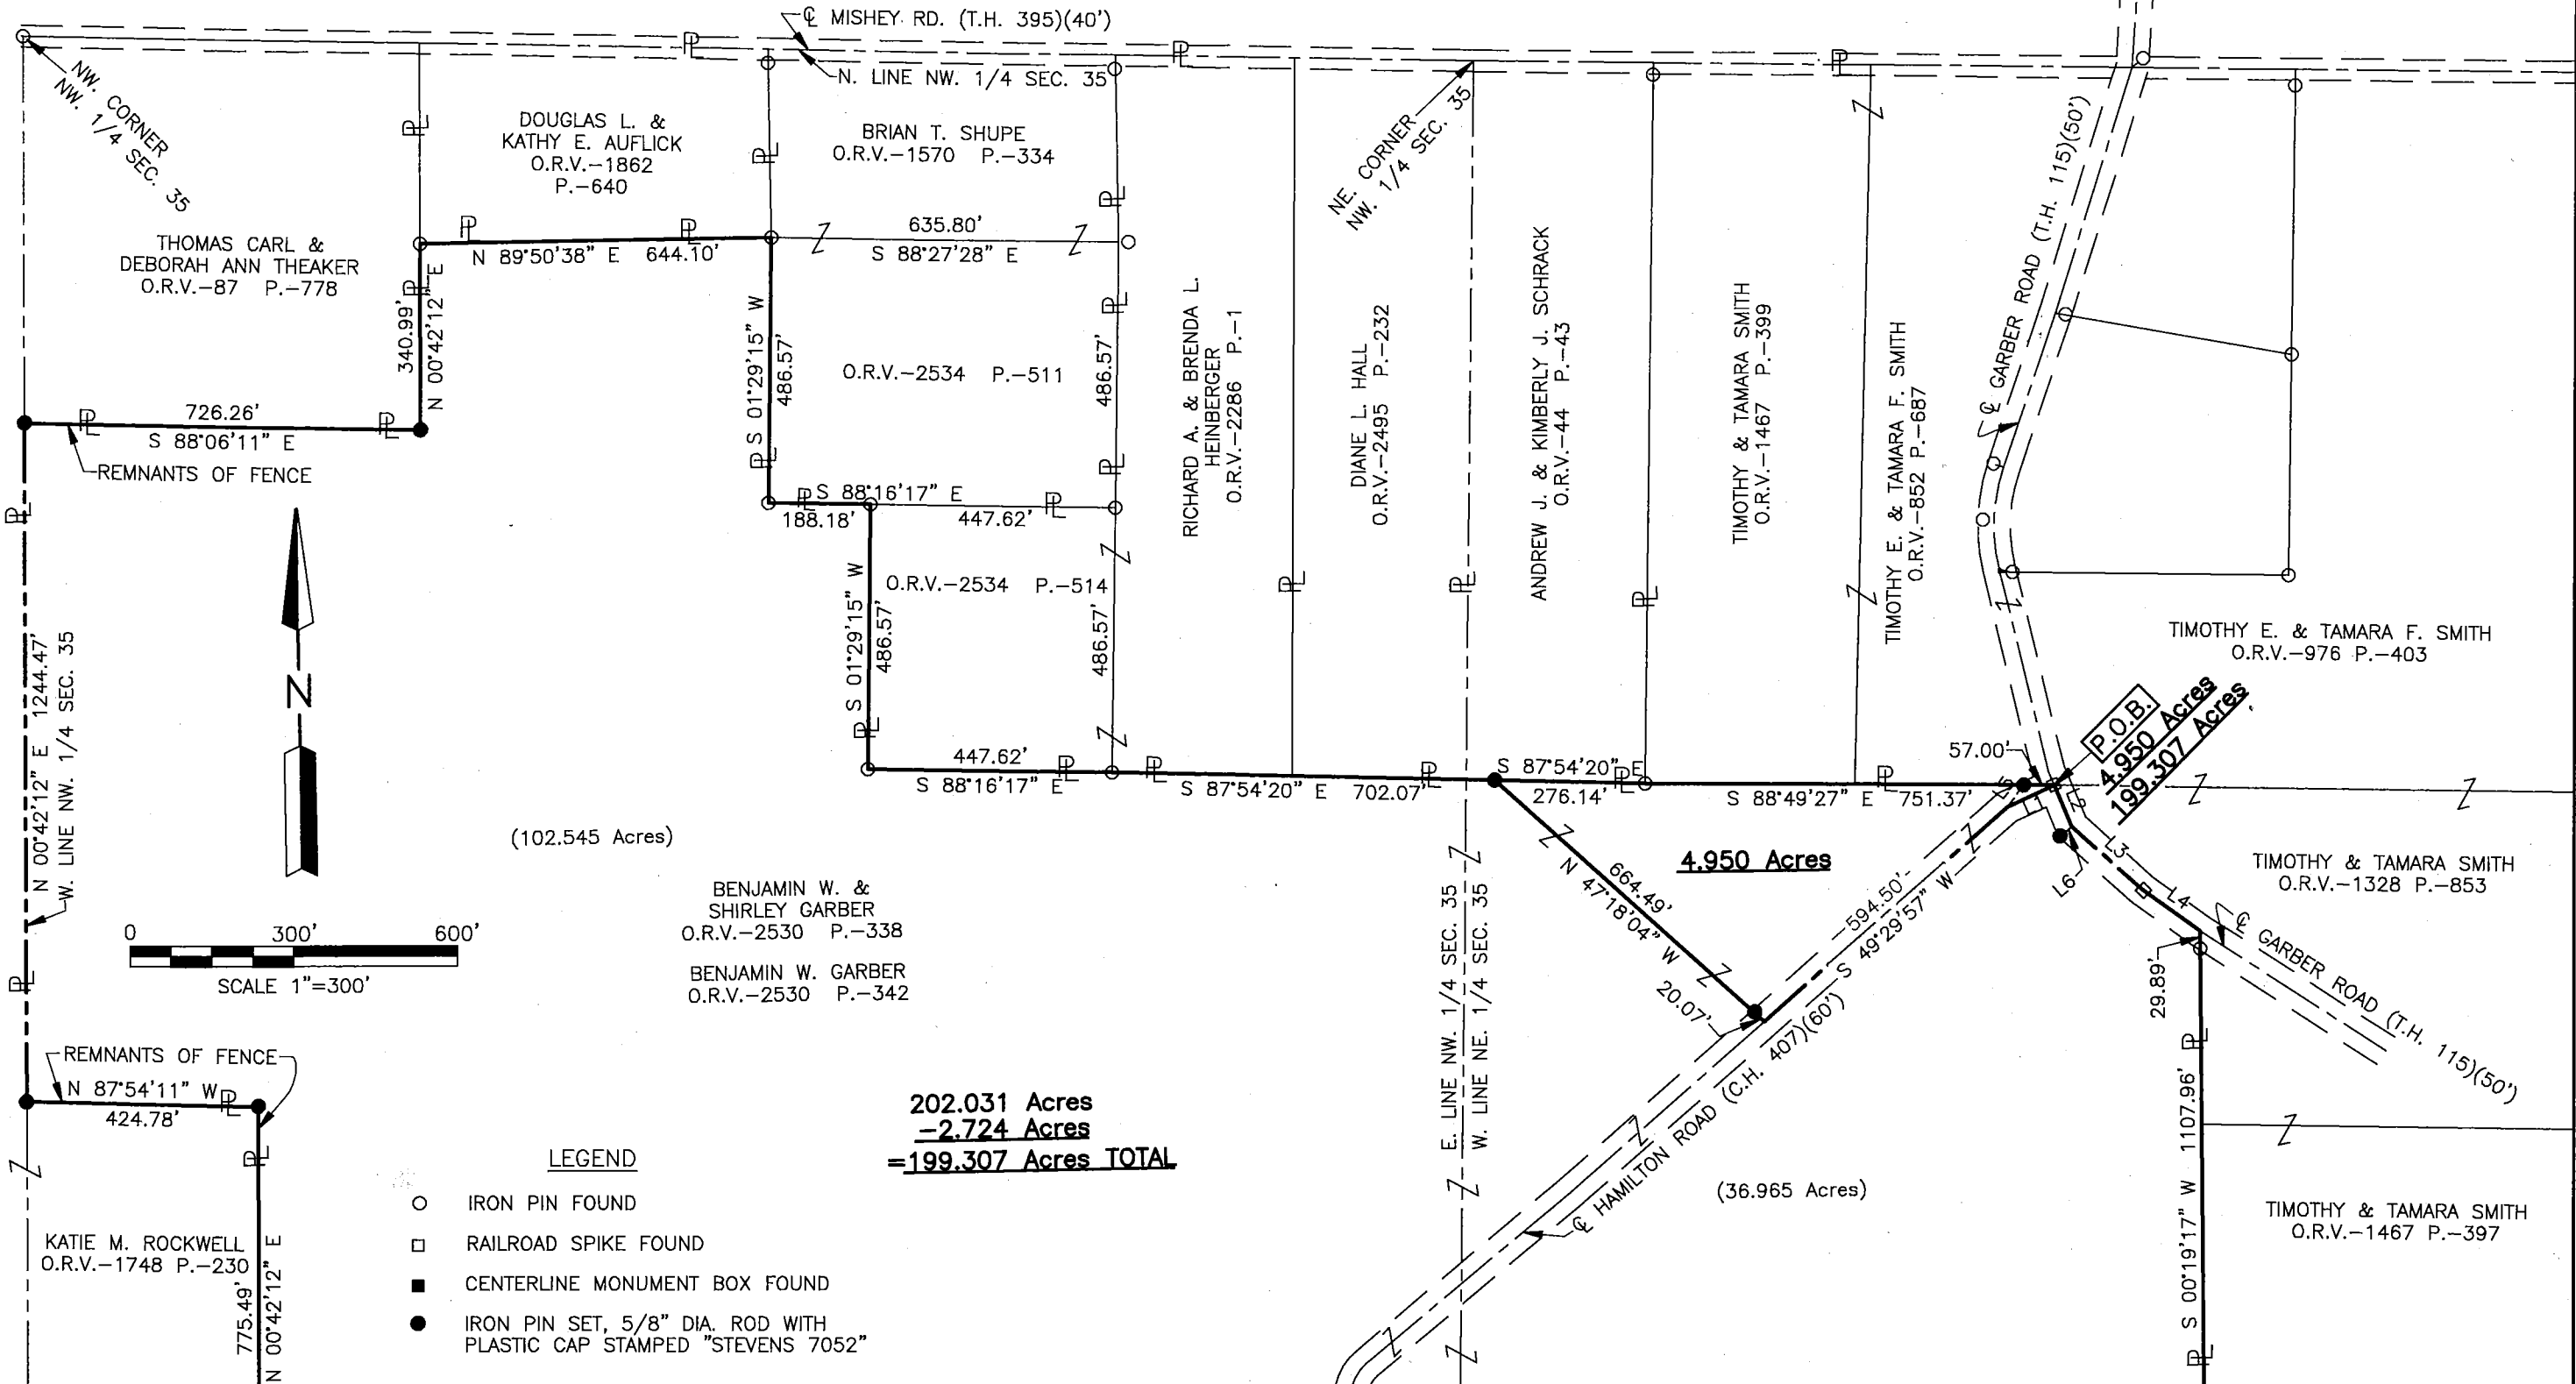 ℄ MISHEY RD. (T.H. 395)(40')
N. LINE NW. 1/4 SEC. 35
NW. CORNER
NW. 1/4 SEC. 35
NE. CORNER
NW. 1/4 SEC. 35
THOMAS CARL &
DEBORAH ANN THEAKER
O.R.V.-87 P.-778
DOUGLAS L. &
KATHY E. AUFLICK
O.R.V.-1862
P.-640
BRIAN T. SHUPE
O.R.V.-1570 P.-334
N 89°50'38" E 644.10'
635.80'
S 88°27'28" E
340.99'
N 00°42'12" E
726.26'
S 88°06'11" E
REMNANTS OF FENCE
S 01°29'15" W
486.57'
O.R.V.-2534 P.-511
486.57'
S 88°16'17" E
188.18'
447.62'
S 01°29'15" W
486.57'
O.R.V.-2534 P.-514
486.57'
447.62'
S 88°16'17" E
RICHARD A. & BRENDA L.
HEINBERGER
O.R.V.-2286 P.-1
DIANE L. HALL
O.R.V.-2495 P.-232
ANDREW J. & KIMBERLY J. SCHRACK
O.R.V.-44 P.-43
TIMOTHY & TAMARA SMITH
O.R.V.-1467 P.-399
TIMOTHY E. & TAMARA F. SMITH
O.R.V.-852 P.-687
℄ GARBER ROAD (T.H. 115)(50')
TIMOTHY E. & TAMARA F. SMITH
O.R.V.-976 P.-403
P.O.B.
4.950 Acres
199.307 Acres
57.00'
S 87°54'20" E 702.07'
S 87°54'20" E
276.14'
S 88°49'27" E 751.37'
L5
L1
L2
L3
L4
L6
N 00°42'12" E 1244.47'
W. LINE NW. 1/4 SEC. 35
N
(102.545 Acres)
BENJAMIN W. &
SHIRLEY GARBER
O.R.V.-2530 P.-338
BENJAMIN W. GARBER
O.R.V.-2530 P.-342
0 300' 600'
SCALE 1"=300'
4.950 Acres
664.49'
N 47°18'04" W
20.07'
594.50'
S 49°29'57" W
TIMOTHY & TAMARA SMITH
O.R.V.-1328 P.-853
℄ GARBER ROAD (T.H. 115)(50')
29.89'
S 00°19'17" W 1107.96'
E. LINE NW. 1/4 SEC. 35
W. LINE NE. 1/4 SEC. 35
℄ HAMILTON ROAD (C.H. 407)(60')
(36.965 Acres)
TIMOTHY & TAMARA SMITH
O.R.V.-1467 P.-397
REMNANTS OF FENCE
N 87°54'11" W
424.78'
202.031 Acres
-2.724 Acres
=199.307 Acres TOTAL
KATIE M. ROCKWELL
O.R.V.-1748 P.-230
775.49'
N 00°42'12" E
LEGEND
IRON PIN FOUND
RAILROAD SPIKE FOUND
CENTERLINE MONUMENT BOX FOUND
IRON PIN SET, 5/8" DIA. ROD WITH
PLASTIC CAP STAMPED "STEVENS 7052"